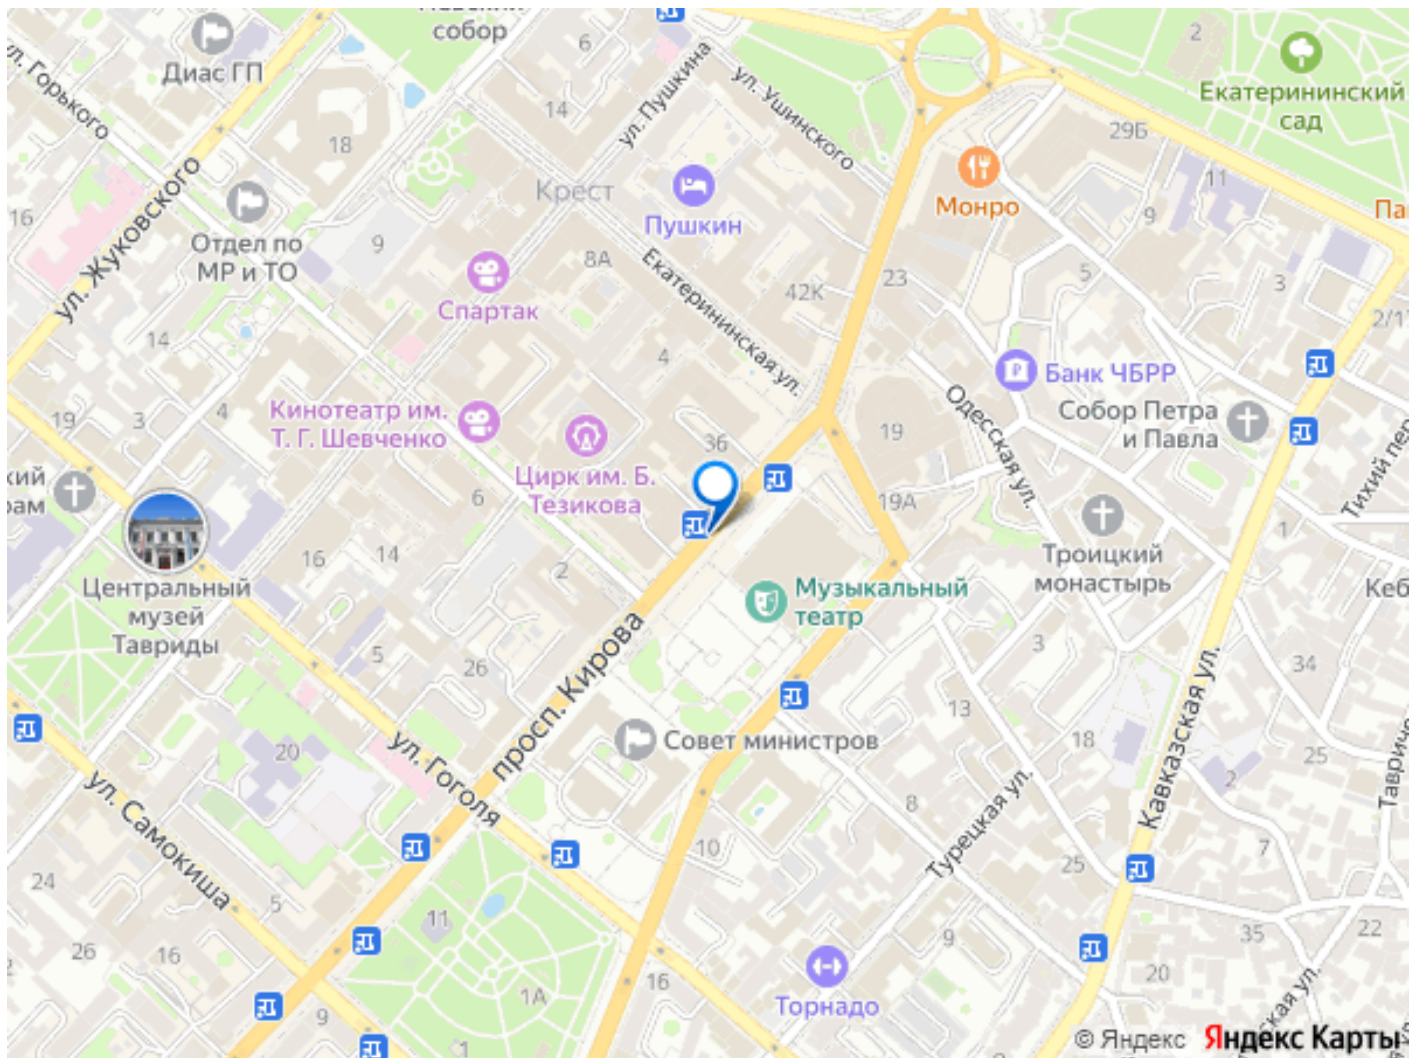 Невский
собор
Диас ГП
ул. Горького
6
14
18
ул. Пушкина
ул. Ушинского
2
Екатерининский
сад
29Б
11
9
Монро
Крест
Пушкин
16
ул. Жуковского
Отдел по
МР и ТО
9
8А
Спартак
Екатерининская ул.
42К
23
5
3
14
4
Банк ЧБРР
Собор Петра
и Павла
Одесская ул.
19
3
4
Кинотеатр им.
Т. Г. Шевченко
Цирк им. Б.
Тезикова
36
19
19А
6
Троицкий
монастырь
16
14
2
Центральный
музей
Тавриды
Музыкальный
театр
5
26
3
34
просп. Кирова
Кавказская ул.
Совет министров
13
18
25
2
20
ул. Гоголя
ул. Самокиша
8
Турецкая ул.
10
25
7
24
5
11
26
16
9
35
22
20
1А
16
Торнадо
9
1
© Яндекс Яндекс Карты